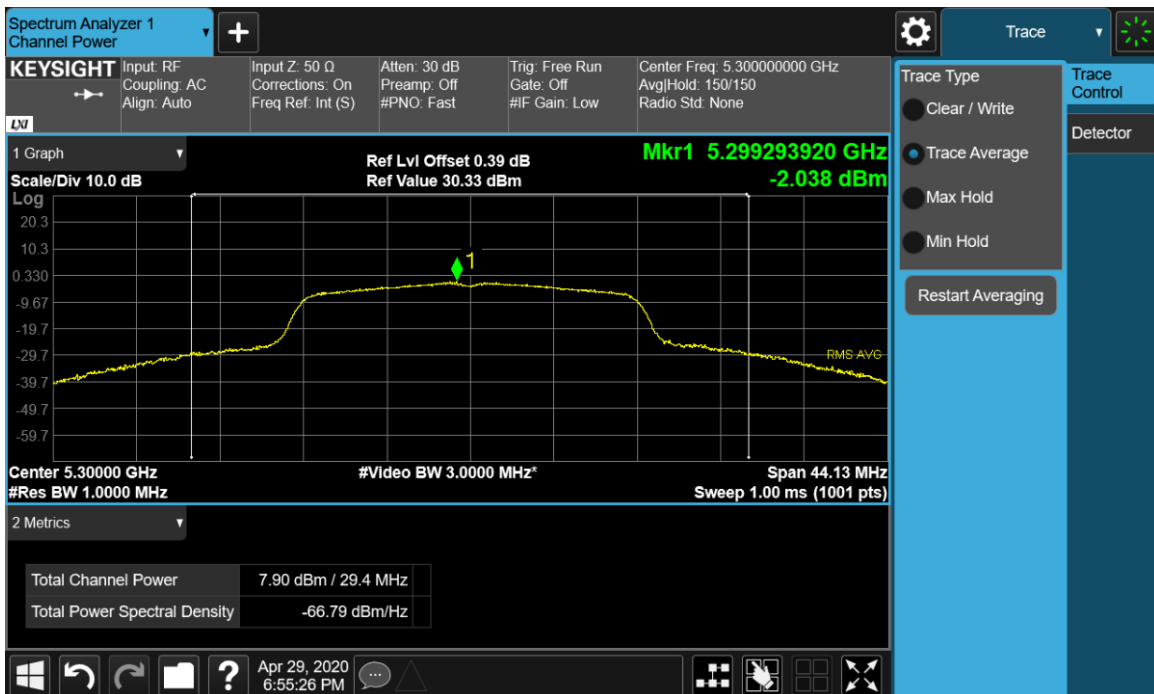 Spectrum Analyzer 1
Channel Power
+
Trace
KEYSIGHT
LXI
Input: RF
Coupling: AC
Align: Auto
Input Z: 50 Ω
Corrections: On
Freq Ref: Int (S)
Atten: 30 dB
Preamp: Off
#PNO: Fast
Trig: Free Run
Gate: Off
#IF Gain: Low
Center Freq: 5.300000000 GHz
Avg|Hold: 150/150
Radio Std: None
1 Graph
Scale/Div 10.0 dB
Ref Lvl Offset 0.39 dB
Ref Value 30.33 dBm
Mkr1 5.299293920 GHz
-2.038 dBm
Log
20.3
10.3
0.330
-9.67
-19.7
-29.7
-39.7
-49.7
-59.7
1
RMS AVG
Center 5.30000 GHz
#Res BW 1.0000 MHz
#Video BW 3.0000 MHz*
Span 44.13 MHz
Sweep 1.00 ms (1001 pts)
2 Metrics
Total Channel Power 7.90 dBm / 29.4 MHz
Total Power Spectral Density -66.79 dBm/Hz
Trace Type
Clear / Write
Trace Average
Max Hold
Min Hold
Restart Averaging
Trace
Control
Detector
?
Apr 29, 2020
6:55:26 PM